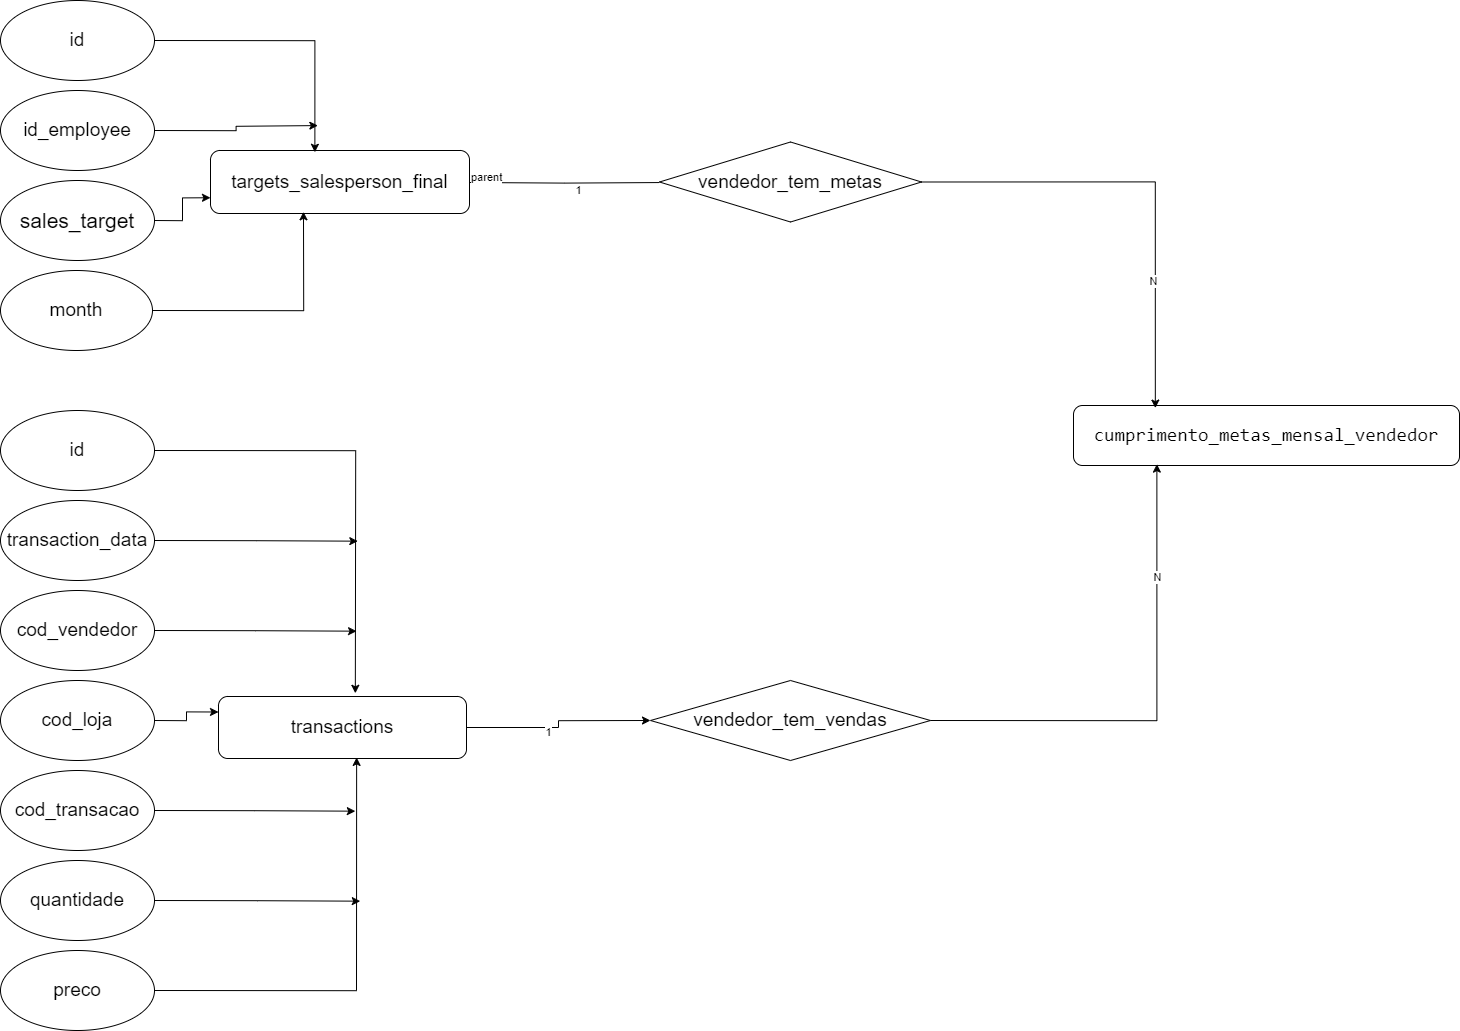 id
id_employee
sales_target
month
targets_salesperson_final
parent
1
vendedor_tem_metas
N
cumprimento_metas_mensal_vendedor
id
transaction_data
cod_vendedor
cod_loja
cod_transacao
quantidade
preco
transactions
1
vendedor_tem_vendas
N